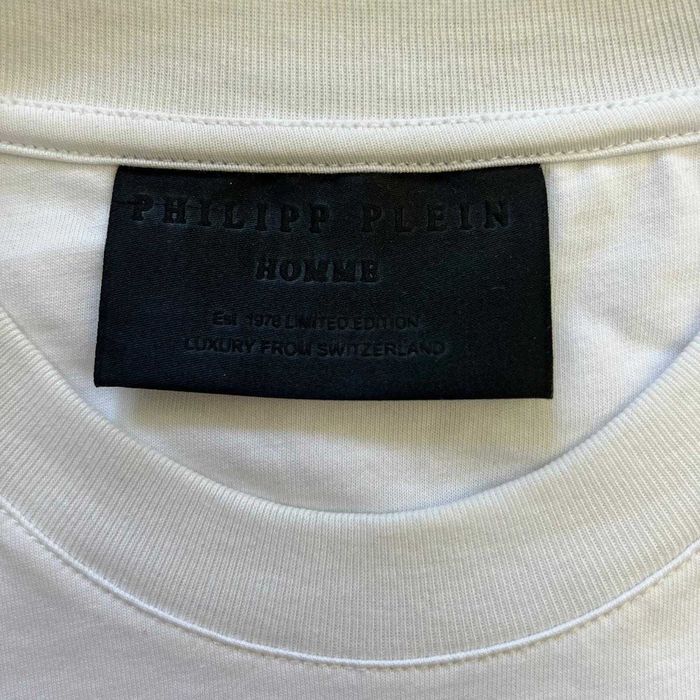 PHILIPP PLEIN
HOMME
Est. 1978 LIMITED EDITION
LUXURY FROM SWITZERLAND